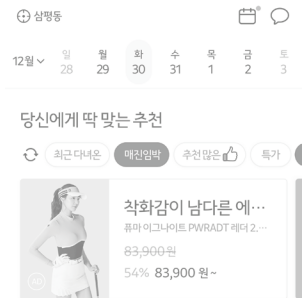 삼평동
12월 일 월 화 수 목 금 토
28 29 30 31 1 2 3
당신에게 딱 맞는 추천
최근 다녀온 매진임박 추천 많은 특가
착화감이 남다른 에…
퓨마 이그나이트 PWRADT 레더 2.…
83,900원
54% 83,900 원~
AD